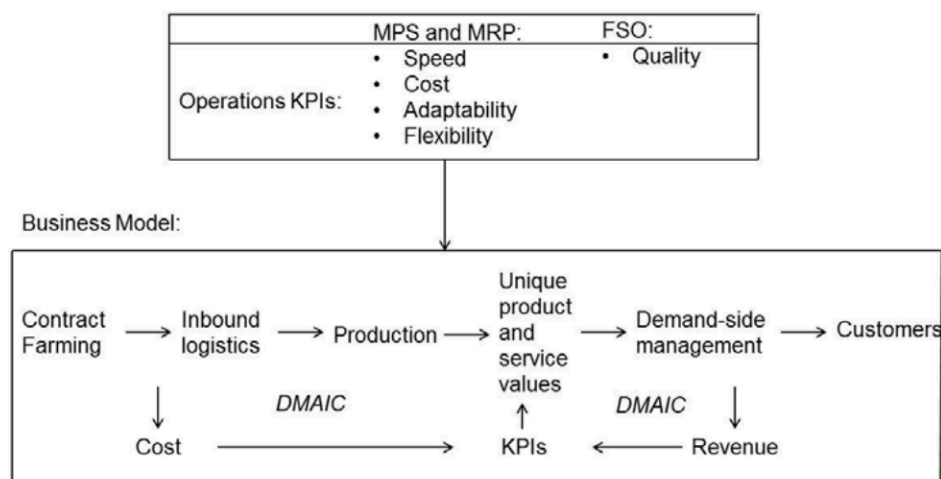 MPS and MRP:
FSO:
Operations KPIs:
• Speed
• Cost
• Adaptability
• Flexibility
• Quality
Business Model:
Contract
Farming
Inbound
logistics
Production
Unique
product
and
service
values
Demand-side
management
Customers
DMAIC
DMAIC
Cost
KPIs
Revenue